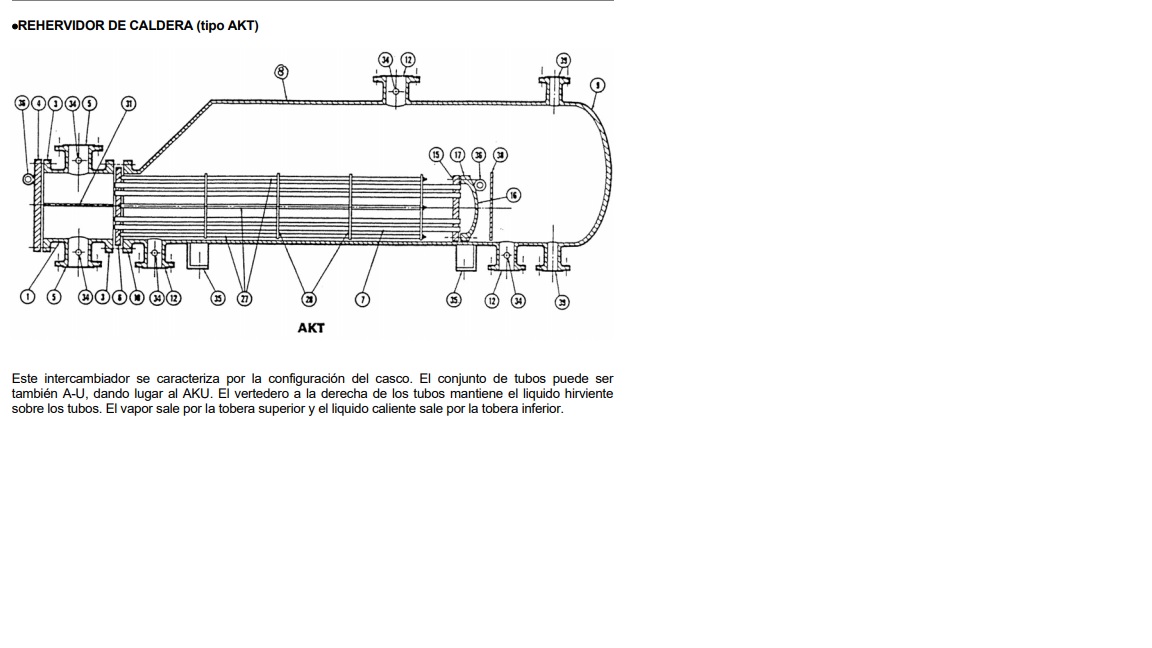 ●REHERVIDOR DE CALDERA (tipo AKT)
8 34 12 39 9
36 4 3 34 5 31
15 17 36 38
16
1 5 34 3 6 10 34 12 35 27 28 7 35 12 34 39
AKT
Este intercambiador se caracteriza por la configuración del casco. El conjunto de tubos puede ser
también A-U, dando lugar al AKU. El vertedero a la derecha de los tubos mantiene el liquido hirviente
sobre los tubos. El vapor sale por la tobera superior y el liquido caliente sale por la tobera inferior.